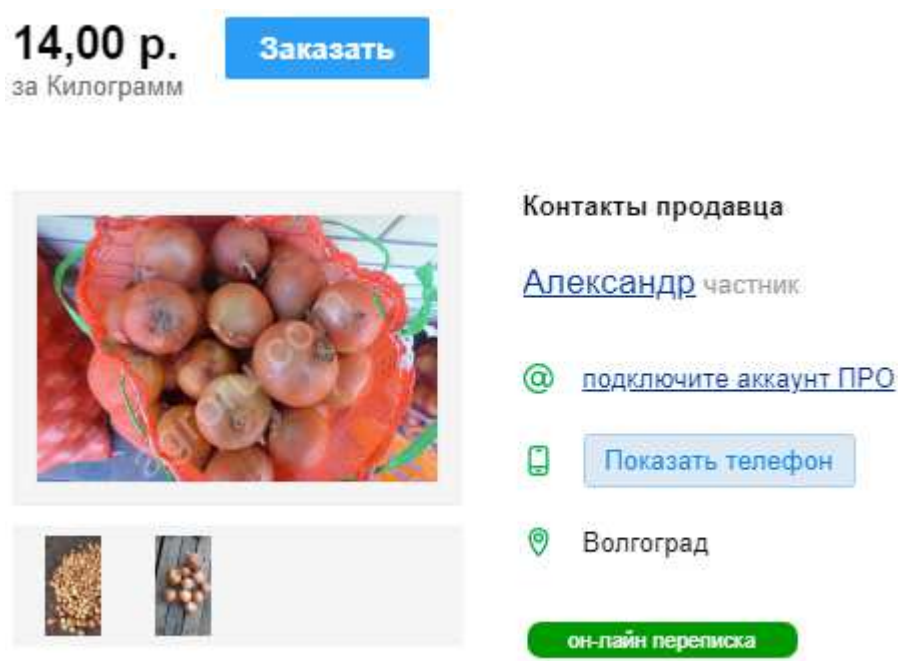 14,00 р.
Заказать
за Килограмм
Контакты продавца
Александр частник
подключите аккаунт ПРО
Показать телефон
Волгоград
он-лайн переписка